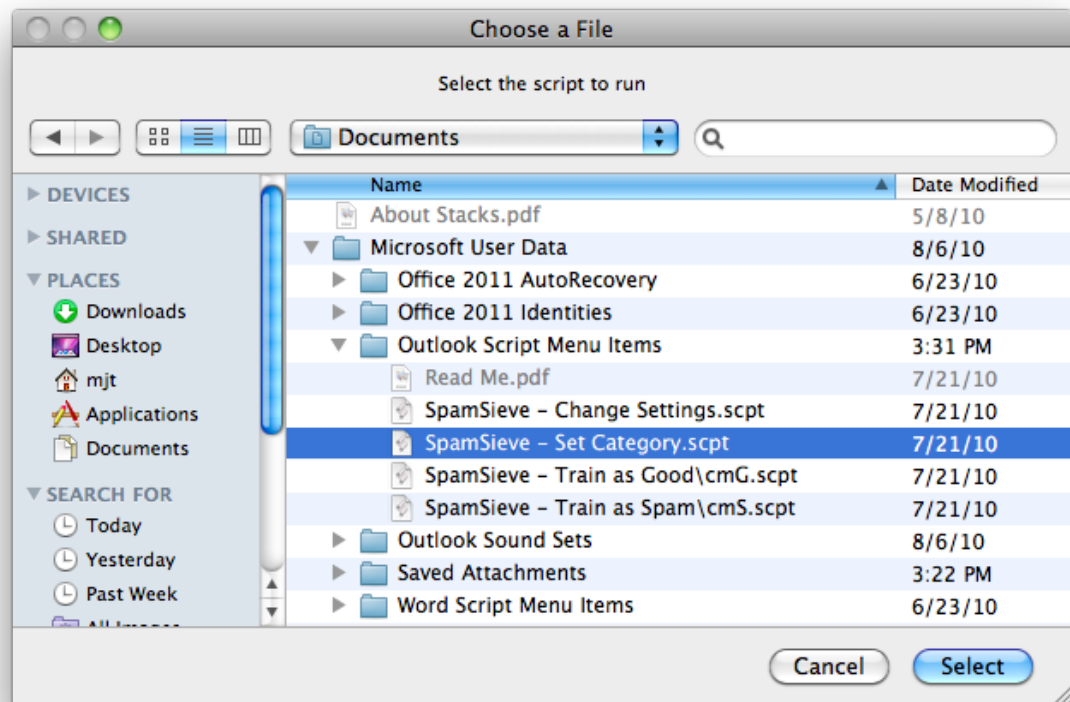 Choose a File
Select the script to run
Documents
DEVICES
SHARED
PLACES
Downloads
Desktop
mjt
Applications
Documents
SEARCH FOR
Today
Yesterday
Past Week
All Images
Name Date Modified
About Stacks.pdf 5/8/10
Microsoft User Data 8/6/10
Office 2011 AutoRecovery 6/23/10
Office 2011 Identities 6/23/10
Outlook Script Menu Items 3:31 PM
Read Me.pdf 7/21/10
SpamSieve – Change Settings.scpt 7/21/10
SpamSieve – Set Category.scpt 7/21/10
SpamSieve – Train as Good\cmG.scpt 7/21/10
SpamSieve – Train as Spam\cmS.scpt 7/21/10
Outlook Sound Sets 8/6/10
Saved Attachments 3:22 PM
Word Script Menu Items 6/23/10
Cancel Select